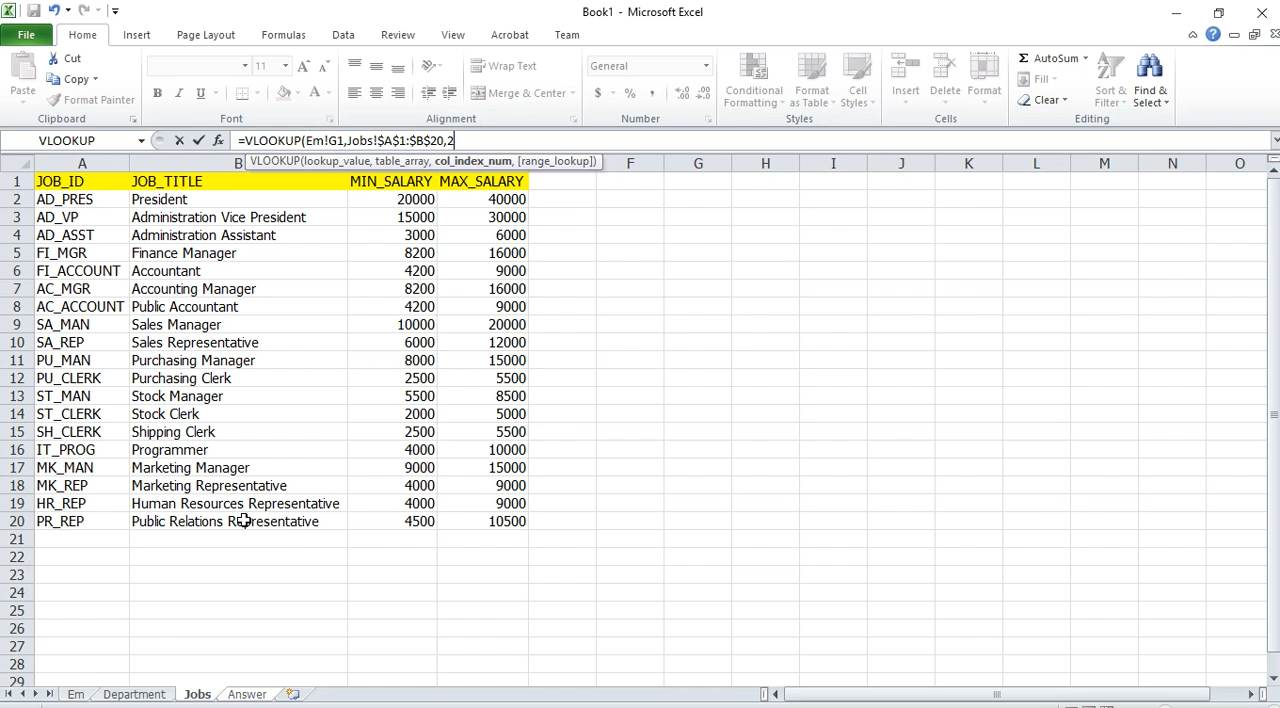 Book1 - Microsoft Excel
File Home Insert Page Layout Formulas Data Review View Acrobat Team
Paste Cut Copy Format Painter
11 A A B I U A
Wrap Text Merge & Center
General $ % ,
Conditional Formatting Format as Table Cell Styles
Insert Delete Format
Σ AutoSum Fill Clear Sort & Filter Find & Select
Clipboard Font Alignment Number Styles Cells Editing
VLOOKUP fx =VLOOKUP(Em!G1,Jobs!$A$1:$B$20,2
VLOOKUP(lookup_value, table_array, col_index_num, [range_lookup])
A B F G H I J K L M N O
1 JOB_ID JOB_TITLE MIN_SALARY MAX_SALARY
2 AD_PRES President 20000 40000
3 AD_VP Administration Vice President 15000 30000
4 AD_ASST Administration Assistant 3000 6000
5 FI_MGR Finance Manager 8200 16000
6 FI_ACCOUNT Accountant 4200 9000
7 AC_MGR Accounting Manager 8200 16000
8 AC_ACCOUNT Public Accountant 4200 9000
9 SA_MAN Sales Manager 10000 20000
10 SA_REP Sales Representative 6000 12000
11 PU_MAN Purchasing Manager 8000 15000
12 PU_CLERK Purchasing Clerk 2500 5500
13 ST_MAN Stock Manager 5500 8500
14 ST_CLERK Stock Clerk 2000 5000
15 SH_CLERK Shipping Clerk 2500 5500
16 IT_PROG Programmer 4000 10000
17 MK_MAN Marketing Manager 9000 15000
18 MK_REP Marketing Representative 4000 9000
19 HR_REP Human Resources Representative 4000 9000
20 PR_REP Public Relations Representative 4500 10500
21
22
23
24
25
26
27
28
29
Em Department Jobs Answer